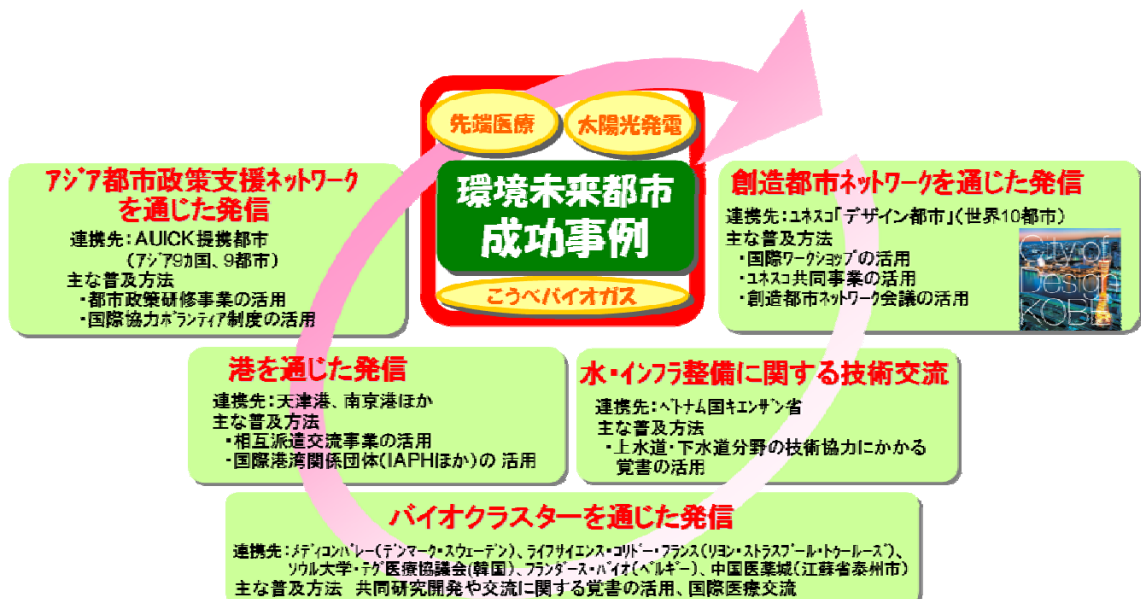 先端医療
太陽光発電
環境未来都市
成功事例
こうべバイオガス
アジア都市政策支援ネットワーク
を通じた発信
連携先：AUICK提携都市
（アジア9カ国、9都市）
主な普及方法
・都市政策研修事業の活用
・国際協力ボランティア制度の活用
創造都市ネットワークを通じた発信
連携先：ユネスコ「デザイン都市」（世界10都市）
主な普及方法
・国際ワークショップの活用
・ユネスコ共同事業の活用
・創造都市ネットワーク会議の活用
City of
Design
KOBE
港を通じた発信
連携先：天津港、南京港ほか
主な普及方法
・相互派遣交流事業の活用
・国際港湾関係団体（IAPHほか）の 活用
水・インフラ整備に関する技術交流
連携先：ベトナム国キエンザン省
主な普及方法
・上水道・下水道分野の技術協力にかかる
覚書の活用
バイオクラスターを通じた発信
連携先：メディコンバレー（デンマーク・スウェーデン）、ライフサイエンス・コリドー・フランス（リヨン・ストラスブール・トゥールーズ）、
ソウル大学・テグ医療協議会（韓国）、フランダース・バイオ（ベルギー）、中国医薬城（江蘇省泰州市）
主な普及方法　共同研究開発や交流に関する覚書の活用、国際医療交流